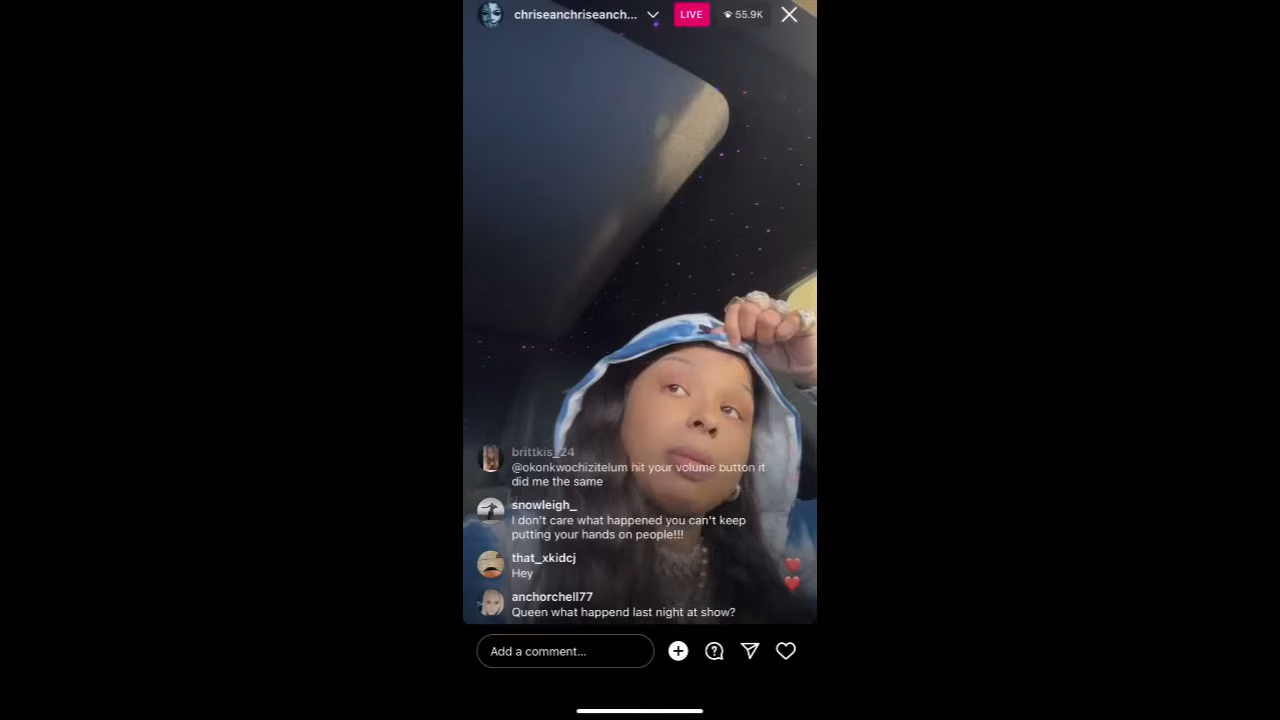 chriseanchriseanch...
LIVE
55.9K
brittkis_24
@okonkwochizitelum hit your volume button it
did me the same
snowleigh_
I don't care what happened you can't keep
putting your hands on people!!!
that_xkidcj
Hey
anchorchell77
Queen what happend last night at show?
Add a comment...